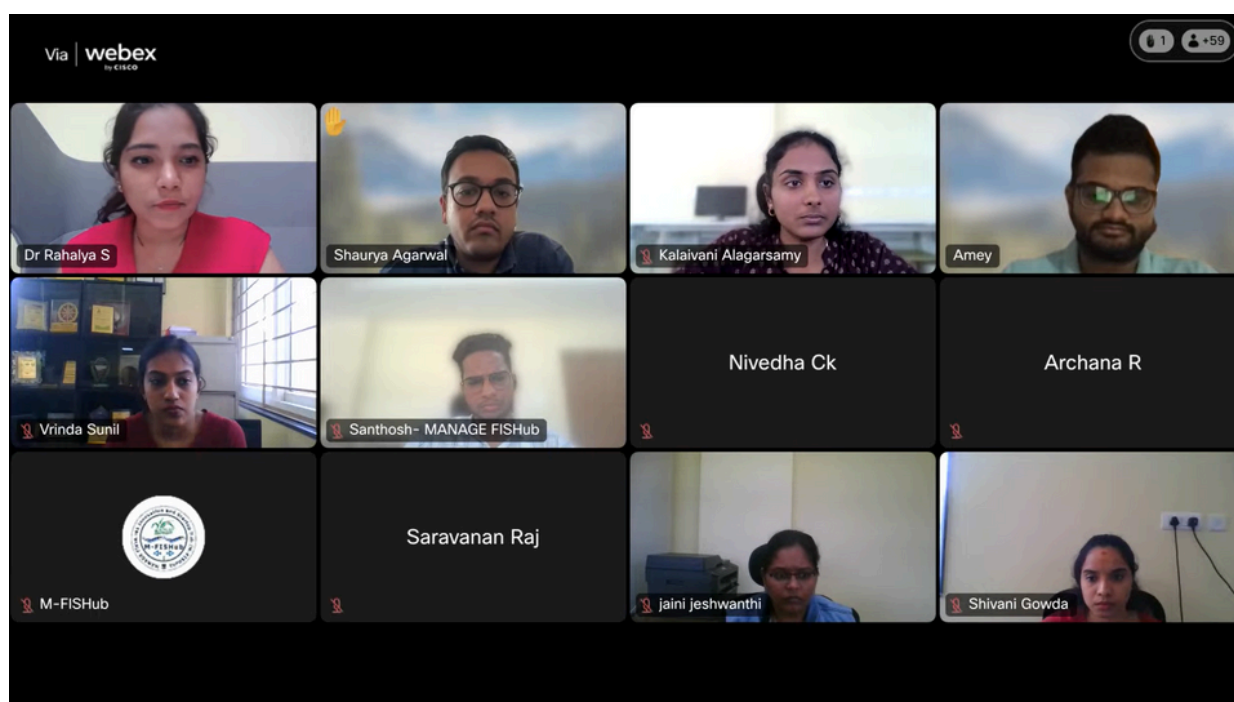 Via | webex
by CISCO
1 +59
Dr Rahalya S
Shaurya Agarwal
Kalaivani Alagarsamy
Amey
Vrinda Sunil
Santhosh- MANAGE FISHub
Nivedha Ck
Archana R
M-FISHub
M-FISHub
Saravanan Raj
jaini jeshwanthi
Shivani Gowda